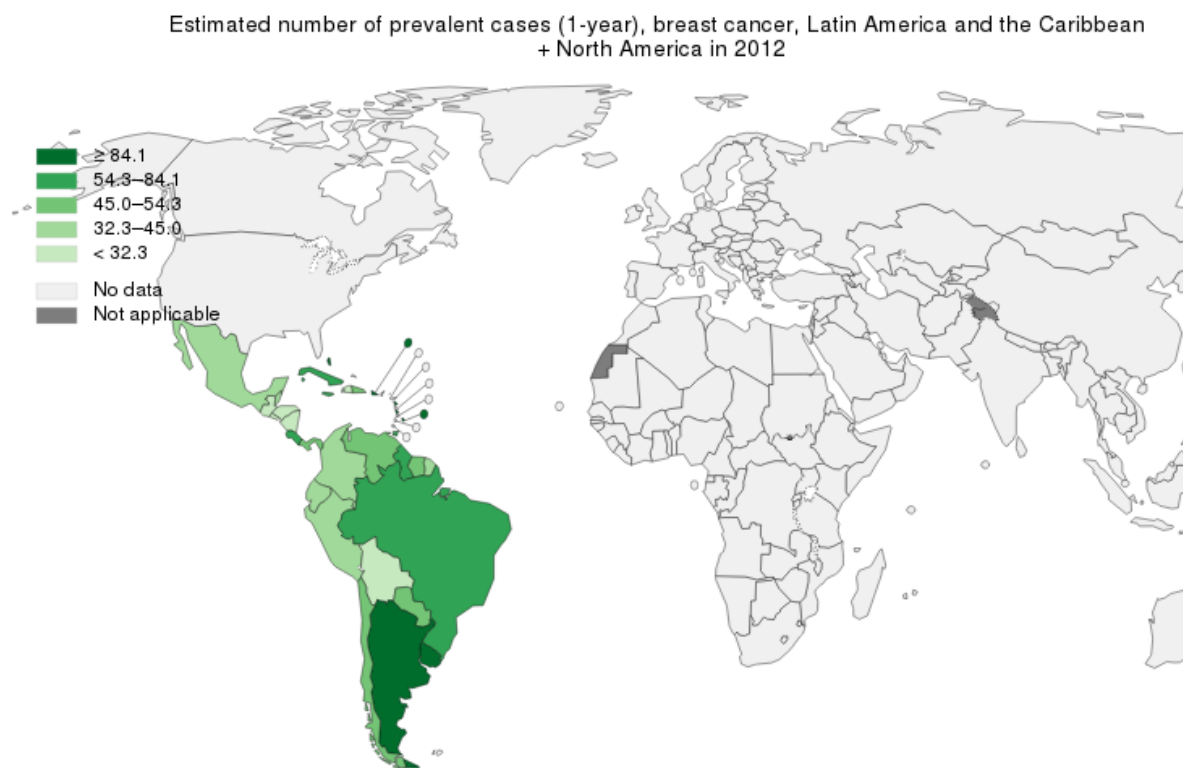 Estimated number of prevalent cases (1-year), breast cancer, Latin America and the Caribbean
+ North America in 2012
≥ 84.1
54.3–84.1
45.0–54.3
32.3–45.0
< 32.3
No data
Not applicable